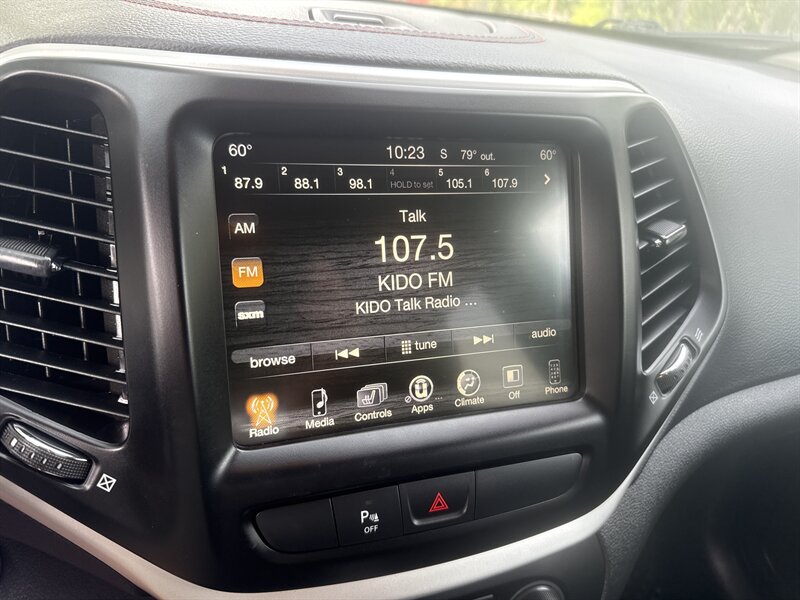 60° 10:23 S 79° out. 60°
1 87.9 2 88.1 3 98.1 4 HOLD to set 5 105.1 6 107.9
AM
FM
sxm
Talk
107.5
KIDO FM
KIDO Talk Radio ...
browse tune audio
Radio Media Controls Apps ... Climate Off Phone
P OFF